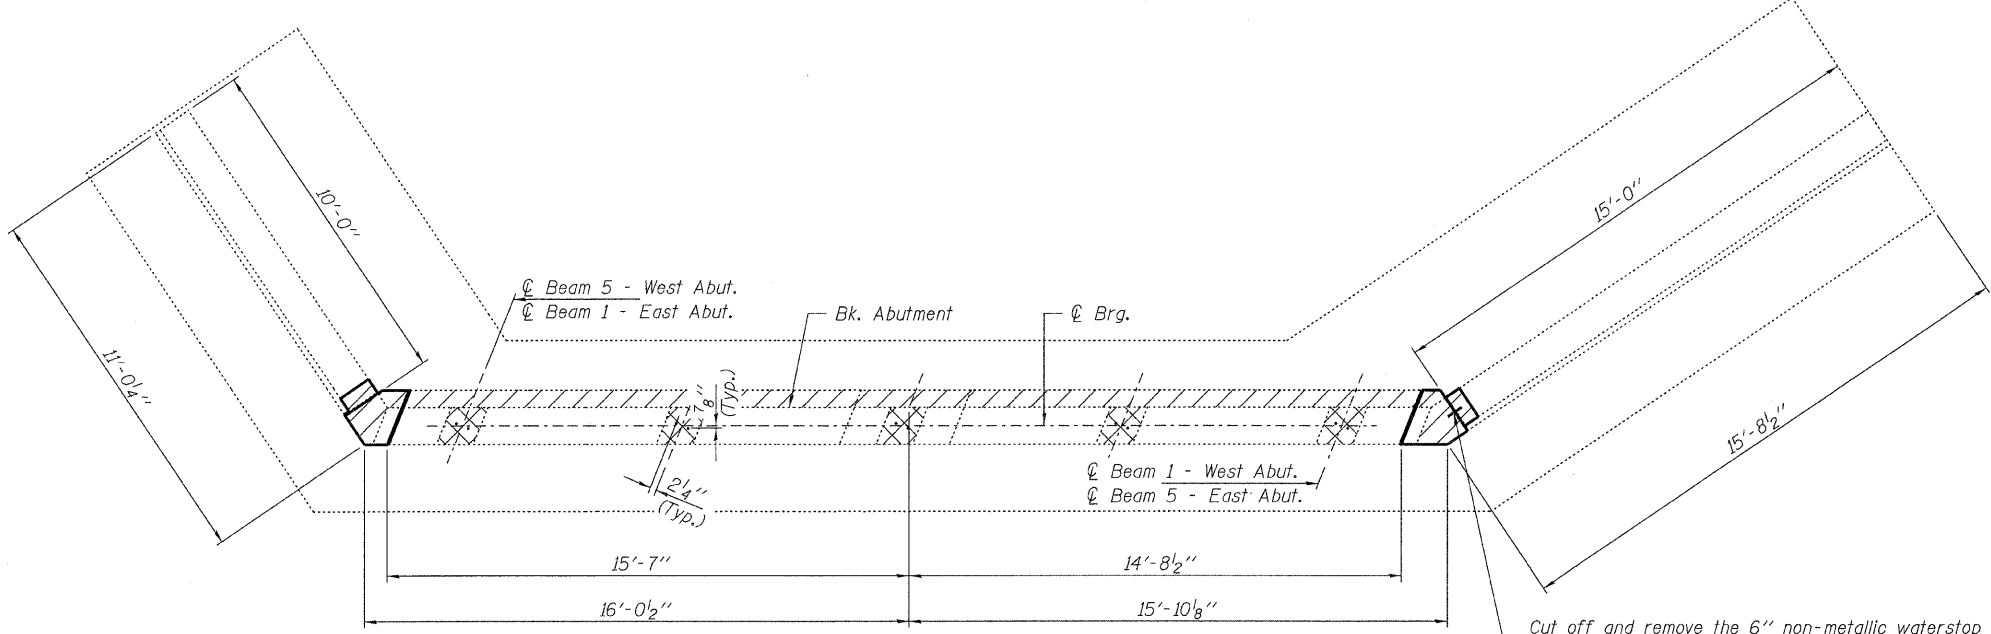 10'-0"
15'-0"
℄ Beam 5 - West Abut.
℄ Beam 1 - East Abut.
Bk. Abutment
℄ Brg.
11'-0¼"
7/8"
(Typ.)
15'-8½"
℄ Beam 1 - West Abut.
℄ Beam 5 - East Abut.
2¼"
(Typ.)
15'-7"
14'-8½"
16'-0½"
15'-10⅛"
Cut off and remove the 6" non-metallic waterstop